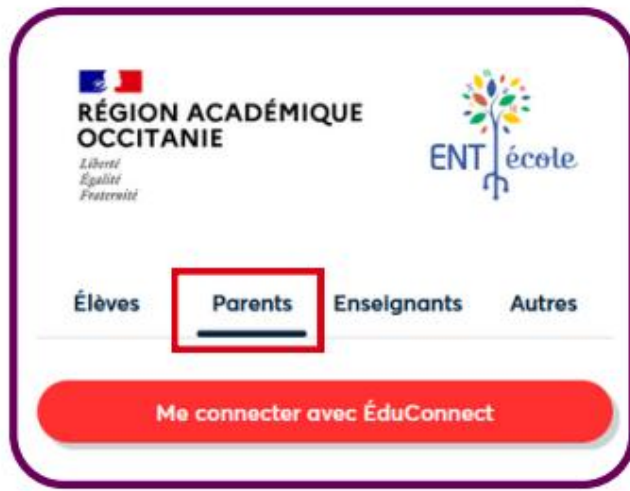 RÉGION ACADÉMIQUE
OCCITANIE
Liberté
Égalité
Fraternité
ENT école
Élèves Parents Enseignants Autres
Me connecter avec ÉduConnect